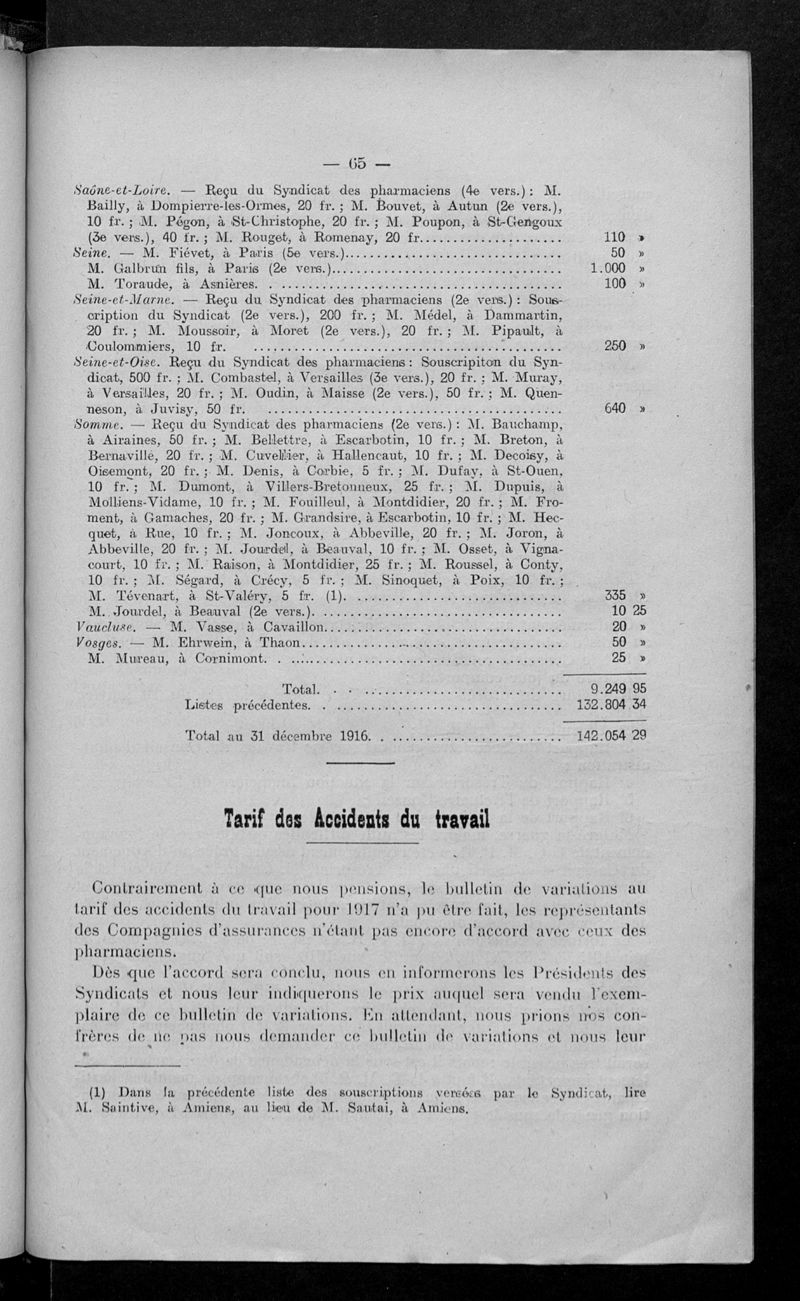 — 65 —
Saône-et-Loire. — Reçu du Syndicat des pharmaciens (4e vers.) : M.
Bailly, à Dompierre-les-Ormes, 20 fr. ; M. Bouvet, à Autun (2e vers.),
10 fr. ; M. Pégon, à St-Christophe, 20 fr. ; M. Poupon, à St-Gengoux
(3e vers.), 40 fr. ; M. Rouget, à Romenay, 20 fr..................... 110 »
Seine. — M. Fiévet, à Paris (5e vers.)................................. 50 »
M. Galbrun fils, à Paris (2e vers.)................................... 1.000 »
M. Toraude, à Asnières. ............................................. 100 »
Seine-et-Marne. — Reçu du Syndicat des pharmaciens (2e vers.) : Sous-
cription du Syndicat (2e vers.), 200 fr. ; M. Médel, à Dammartin,
20 fr. ; M. Moussoir, à Moret (2e vers.), 20 fr. ; M. Pipault, à
Coulommiers, 10 fr. ............................................... 250 »
Seine-et-Oise. Reçu du Syndicat des pharmaciens : Souscripiton du Syn-
dicat, 500 fr. ; M. Combastel, à Versailles (3e vers.), 20 fr. ; M. Muray,
à Versailles, 20 fr. ; M. Oudin, à Maisse (2e vers.), 50 fr. ; M. Quen-
neson, à Juvisy, 50 fr. ............................................. 640 »
Somme. — Reçu du Syndicat des pharmaciens (2e vers.) : M. Bauchamp,
à Airaines, 50 fr. ; M. Bellettre, à Escarbotin, 10 fr. ; M. Breton, à
Bernaville, 20 fr. ; M. Cuvellier, à Hallencaut, 10 fr. ; M. Decoisy, à
Oisemont, 20 fr. ; M. Denis, à Corbie, 5 fr. ; M. Dufay, à St-Ouen,
10 fr. ; M. Dumont, à Villers-Bretonneux, 25 fr. ; M. Dupuis, à
Molliens-Vidame, 10 fr. ; M. Fouilleul, à Montdidier, 20 fr. ; M. Fro-
ment, à Gamaches, 20 fr. ; M. Grandsire, à Escarbotin, 10 fr. ; M. Hec-
quet, à Rue, 10 fr. ; M. Joncoux, à Abbeville, 20 fr. ; M. Joron, à
Abbeville, 20 fr. ; M. Jourdel, à Beauval, 10 fr. ; M. Osset, à Vigna-
court, 10 fr. ; M. Raison, à Montdidier, 25 fr. ; M. Roussel, à Conty,
10 fr. ; M. Ségard, à Crécy, 5 fr. ; M. Sinoquet, à Poix, 10 fr. ;
M. Tévenart, à St-Valéry, 5 fr. (1). ................................ 335 »
M. Jourdel, à Beauval (2e vers.). .................................... 10 25
Vaucluse. — M. Vasse, à Cavaillon.................................... 20 »
Vosges. — M. Ehrwein, à Thaon........................................ 50 »
M. Mureau, à Cornimont. ............................................ 25 »
Total. ............................... 9.249 95
Listes précédentes. .................................. 132.804 34
Total au 31 décembre 1916. ........................... 142.054 29
Tarif des Accidents du travail
Contrairement à ce que nous pensions, le bulletin de variations au
tarif des accidents du travail pour 1917 n'a pu être fait, les représentants
des Compagnies d'assurances n'étant pas encore d'accord avec ceux des
pharmaciens.
Dès que l'accord sera conclu, nous en informerons les Présidents des
Syndicats et nous leur indiquerons le prix auquel sera vendu l'exem-
plaire de ce bulletin de variations. En attendant, nous prions nos con-
frères de ne pas nous demander ce bulletin de variations et nous leur
(1) Dans la précédente liste des souscriptions versées par le Syndicat, lire
M. Saintive, à Amiens, au lieu de M. Sautai, à Amiens.